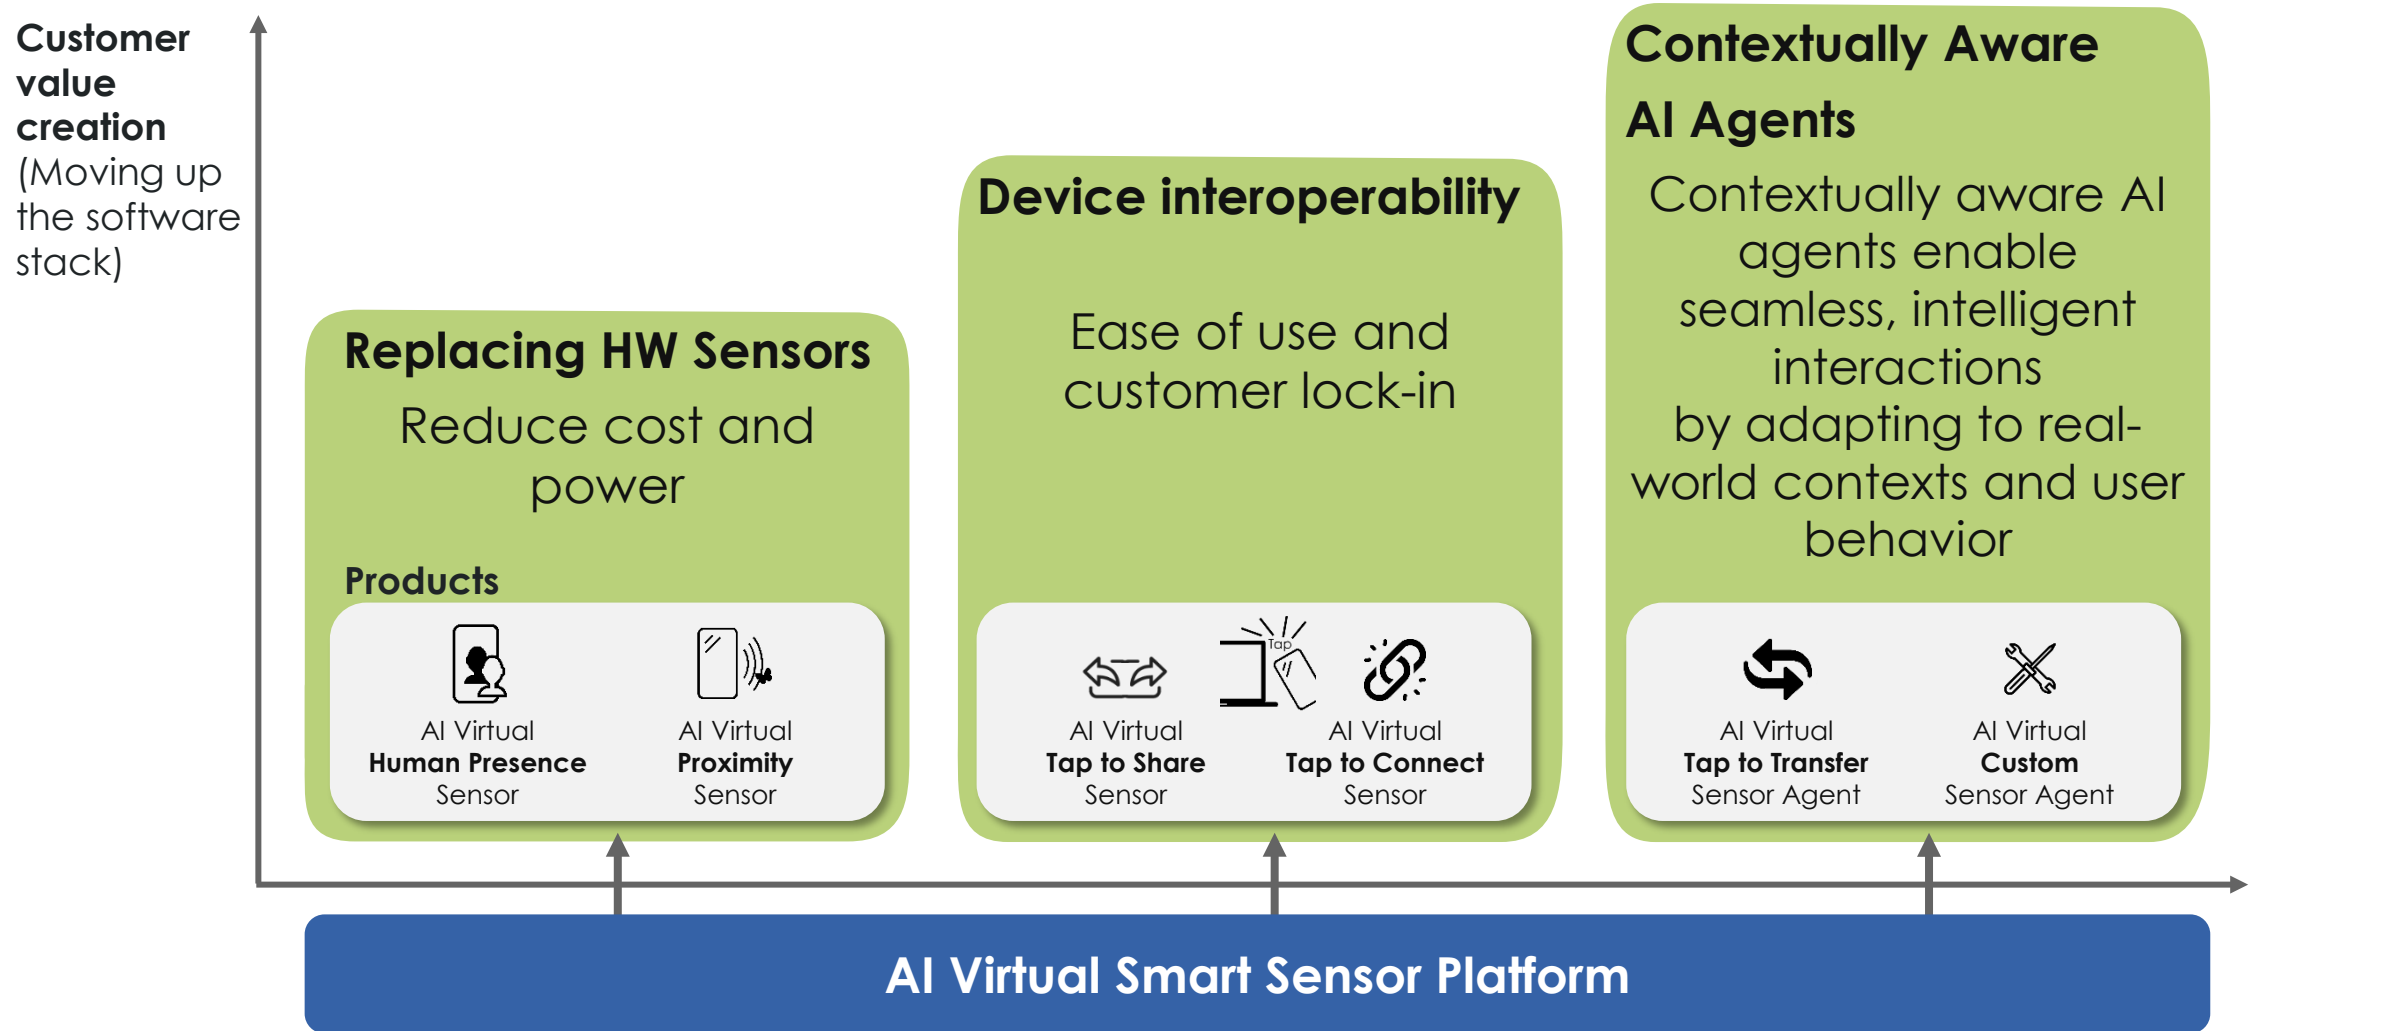 Customer
value
creation
(Moving up
the software
stack)
Replacing HW Sensors
Reduce cost and
power
Products
AI Virtual
Human Presence
Sensor
AI Virtual
Proximity
Sensor
Device interoperability
Ease of use and
customer lock-in
Tap
AI Virtual
Tap to Share
Sensor
AI Virtual
Tap to Connect
Sensor
Contextually Aware
AI Agents
Contextually aware AI
agents enable
seamless, intelligent
interactions
by adapting to real-
world contexts and user
behavior
AI Virtual
Tap to Transfer
Sensor Agent
AI Virtual
Custom
Sensor Agent
AI Virtual Smart Sensor Platform